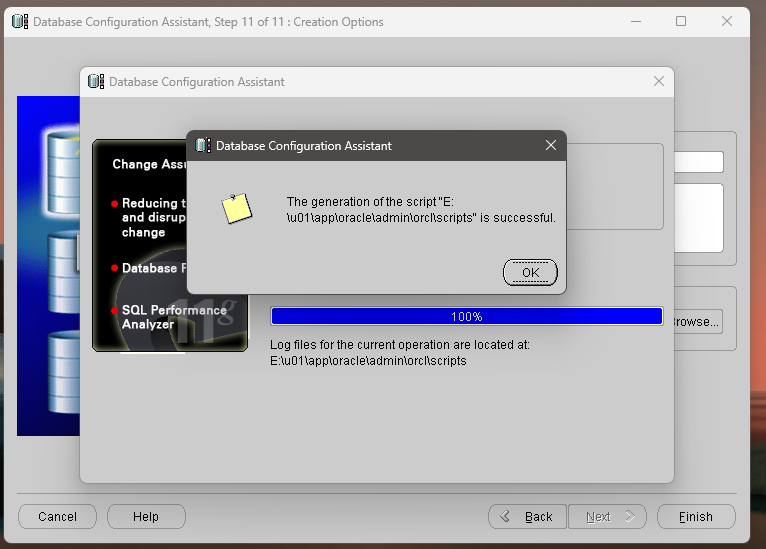 Database Configuration Assistant, Step 11 of 11 : Creation Options
Database Configuration Assistant
Database Configuration Assistant
The generation of the script "E:
\u01\app\oracle\admin\orcl\scripts" is successful.
OK
Change
Reducing
and
change
Database
SQL Performance
Analyzer
11g
100%
Log files for the current operation are located at:
E:\u01\app\oracle\admin\orcl\scripts
rowse...
Cancel
Help
Back
Next
Finish